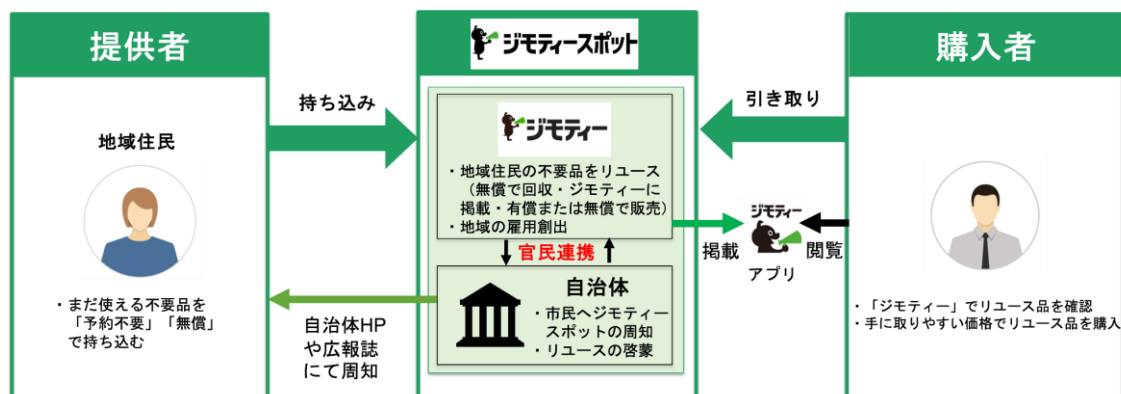 提供者
地域住民
・まだ使える不要品を
「予約不要」「無償」
で持ち込む
持ち込み
自治体HP
や広報誌
にて周知
ジモティースポット
ジモティー
・地域住民の不要品をリユース
（無償で回収・ジモティーに
掲載・有償または無償で販売）
・地域の雇用創出
官民連携
自治体
・市民へジモティー
スポットの周知
・リユースの啓蒙
引き取り
掲載
ジモティー
アプリ
閲覧
購入者
・「ジモティー」でリユース品を確認
・手に取りやすい価格でリユース品を購入